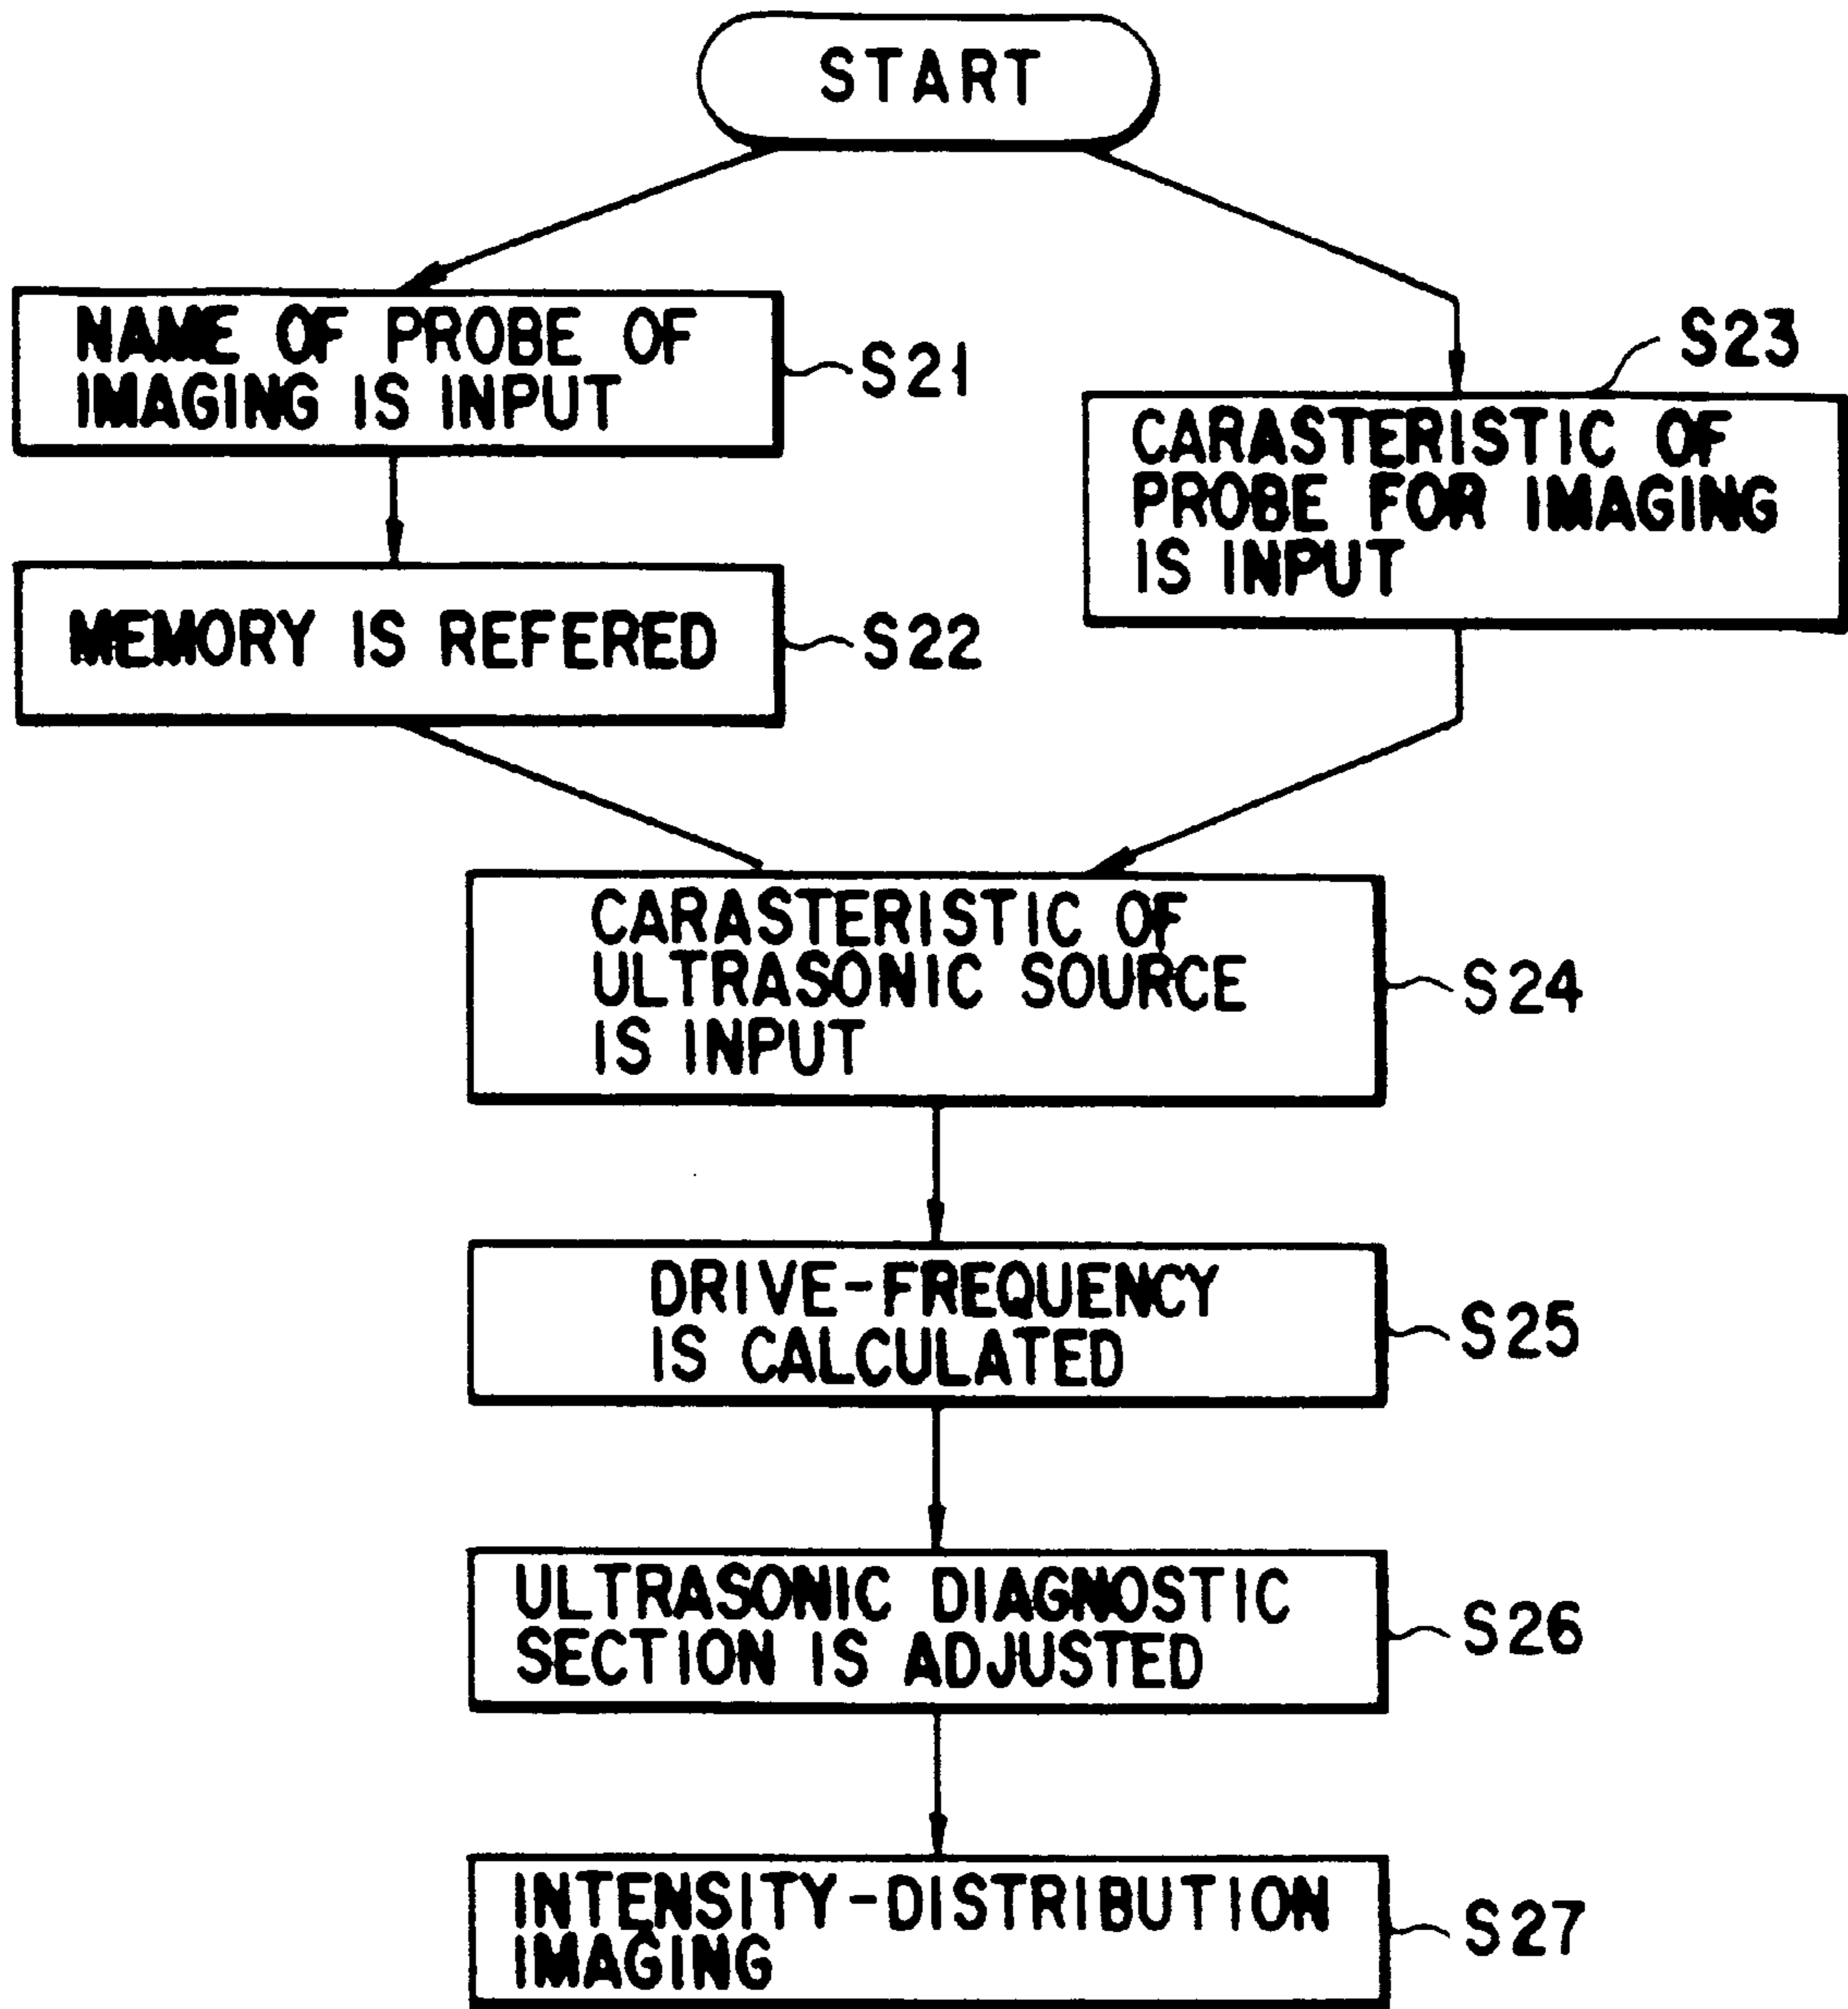 START
NAME OF PROBE OF
IMAGING IS INPUT
S21
S23
CARASTERISTIC OF
PROBE FOR IMAGING
IS INPUT
MEMORY IS REFERED
S22
CARASTERISTIC OF
ULTRASONIC SOURCE
IS INPUT
S24
DRIVE-FREQUENCY
IS CALCULATED
S25
ULTRASONIC DIAGNOSTIC
SECTION IS ADJUSTED
S26
INTENSITY-DISTRIBUTION
IMAGING
S27